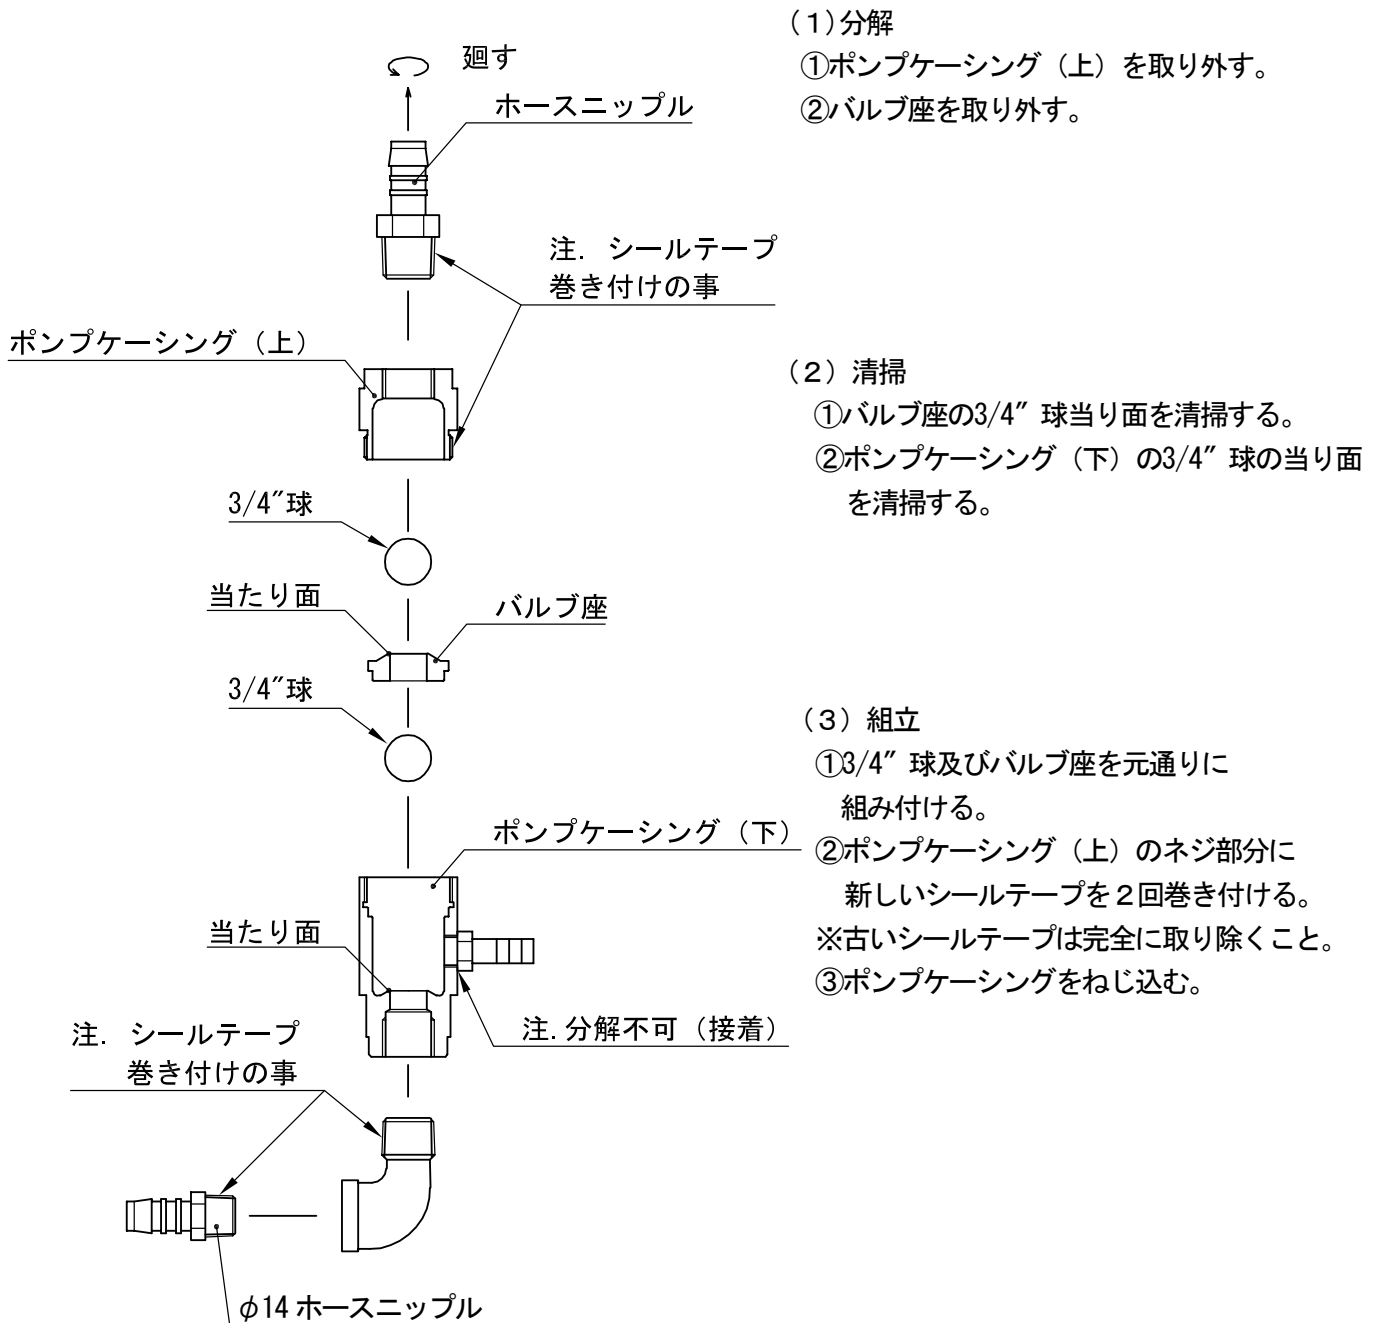 廻す
ホースニップル
注. シールテープ
巻き付けの事
ポンプケーシング（上）
3/4″球
当たり面
バルブ座
3/4″球
ポンプケーシング（下）
当たり面
注.分解不可（接着）
注. シールテープ
巻き付けの事
φ14 ホースニップル
（1）分解
①ポンプケーシング（上）を取り外す。
②バルブ座を取り外す。
（2）清掃
①バルブ座の3/4″ 球当り面を清掃する。
②ポンプケーシング（下）の3/4″ 球の当り面
を清掃する。
（3）組立
①3/4″ 球及びバルブ座を元通りに
組み付ける。
②ポンプケーシング（上）のネジ部分に
新しいシールテープを２回巻き付ける。
※古いシールテープは完全に取り除くこと。
③ポンプケーシングをねじ込む。